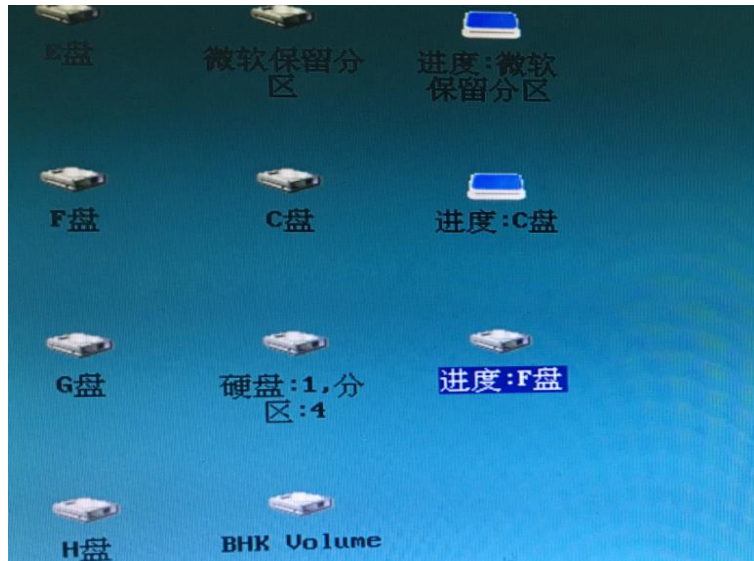 E盘
微软保留分
区
进度:微软
保留分区
F盘
C盘
进度:C盘
G盘
硬盘:1,分
区:4
进度:F盘
H盘
BHK Volume